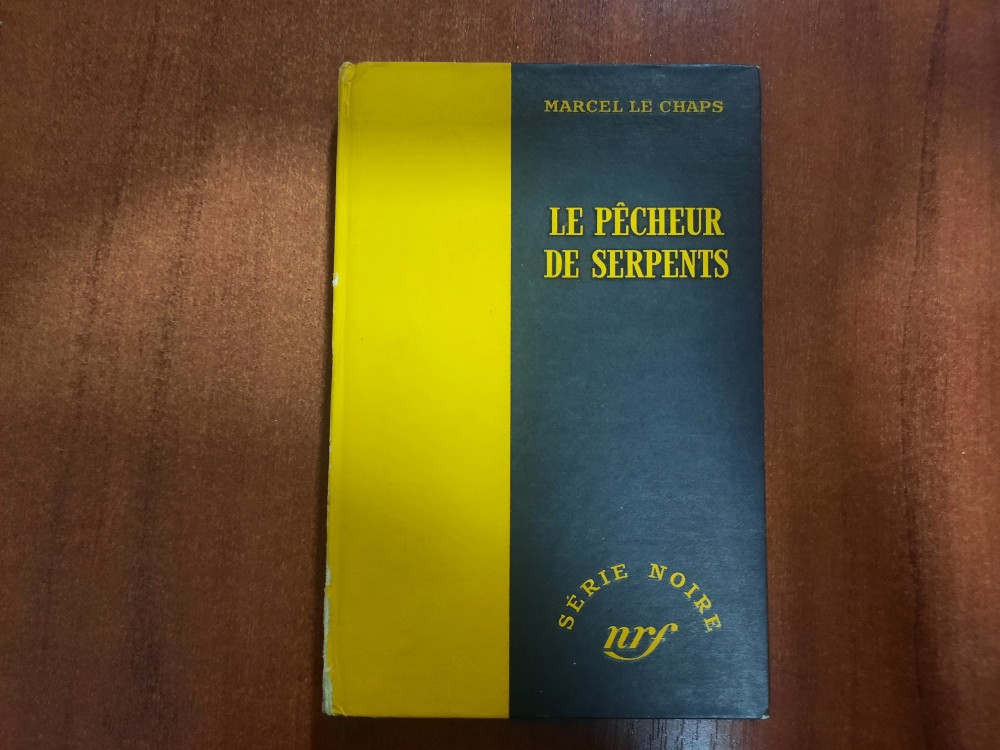 MARCEL LE CHAPS
LE PÊCHEUR
DE SERPENTS
SÉRIE NOIRE
nrf